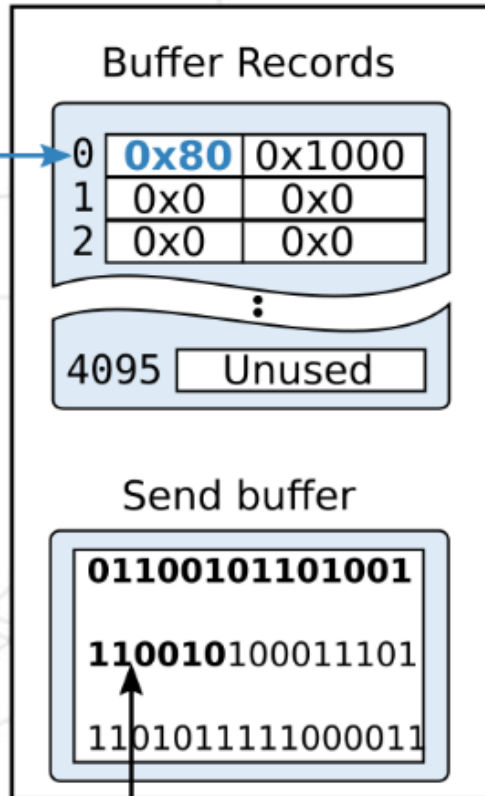 Buffer Records
0 0x80 0x1000
1 0x0 0x0
2 0x0 0x0
4095 Unused
Send buffer
01100101101001
110010100011101
1101011111000011